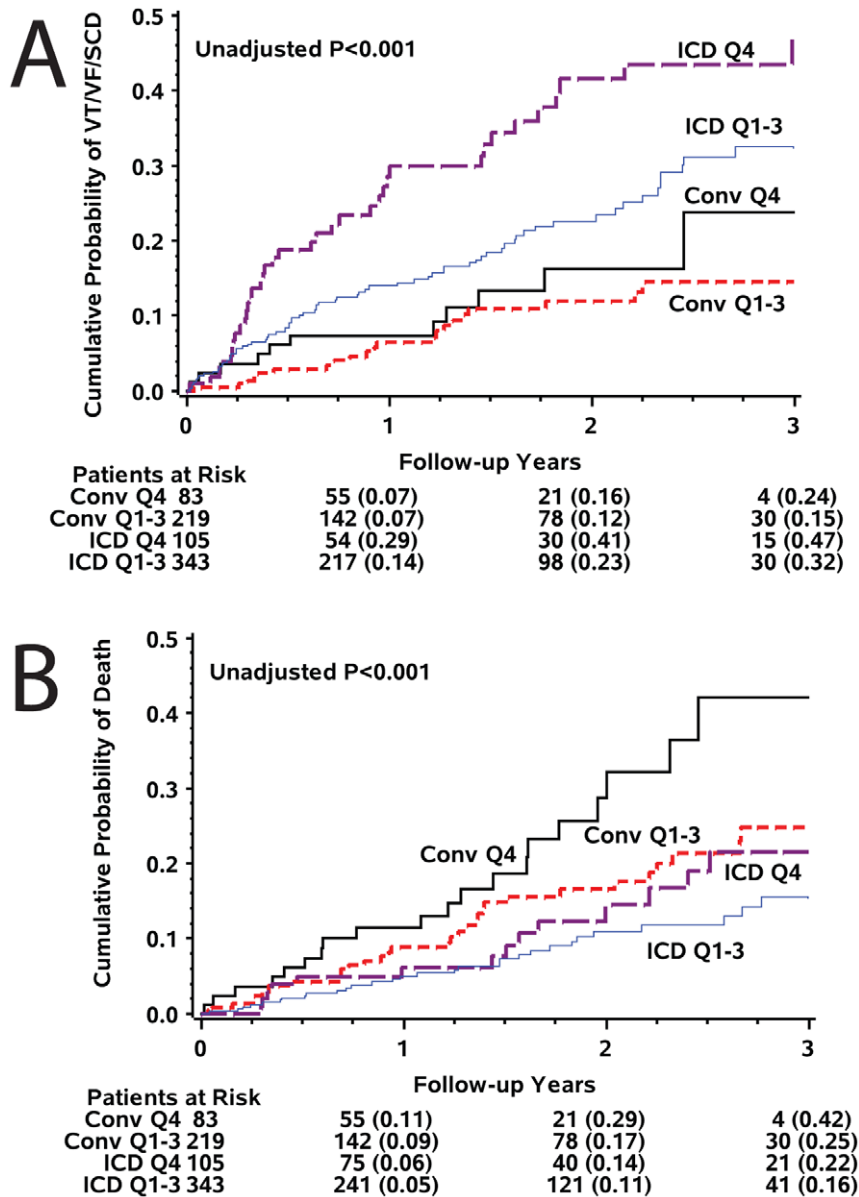 A
Cumulative Probability of VT/VF/SCD
0.5
0.4
0.3
0.2
0.1
0.0
Unadjusted P<0.001
ICD Q4
ICD Q1-3
Conv Q4
Conv Q1-3
0 1 2 3
Follow-up Years
Patients at Risk
Conv Q4 83 55 (0.07) 21 (0.16) 4 (0.24)
Conv Q1-3 219 142 (0.07) 78 (0.12) 30 (0.15)
ICD Q4 105 54 (0.29) 30 (0.41) 15 (0.47)
ICD Q1-3 343 217 (0.14) 98 (0.23) 30 (0.32)
B
Cumulative Probability of Death
0.5
0.4
0.3
0.2
0.1
0.0
Unadjusted P<0.001
Conv Q4
Conv Q1-3
ICD Q4
ICD Q1-3
0 1 2 3
Follow-up Years
Patients at Risk
Conv Q4 83 55 (0.11) 21 (0.29) 4 (0.42)
Conv Q1-3 219 142 (0.09) 78 (0.17) 30 (0.25)
ICD Q4 105 75 (0.06) 40 (0.14) 21 (0.22)
ICD Q1-3 343 241 (0.05) 121 (0.11) 41 (0.16)